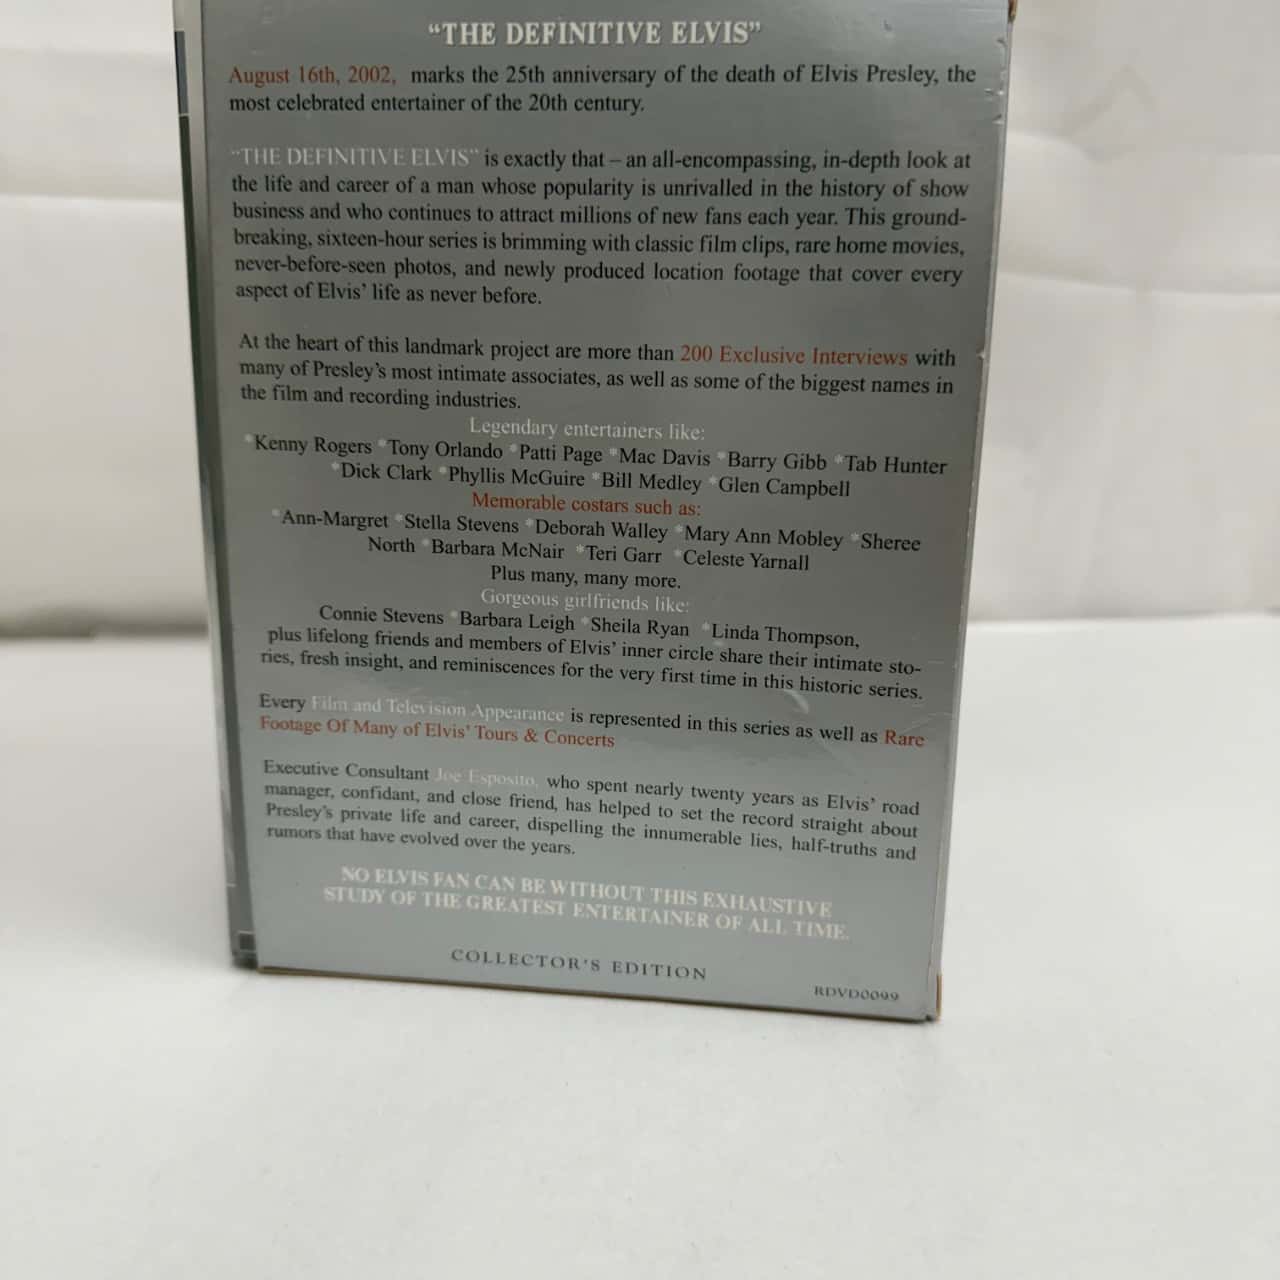 “THE DEFINITIVE ELVIS”
August 16th, 2002, marks the 25th anniversary of the death of Elvis Presley, the
most celebrated entertainer of the 20th century.
“THE DEFINITIVE ELVIS” is exactly that – an all-encompassing, in-depth look at
the life and career of a man whose popularity is unrivalled in the history of show
business and who continues to attract millions of new fans each year. This ground-
breaking, sixteen-hour series is brimming with classic film clips, rare home movies,
never-before-seen photos, and newly produced location footage that cover every
aspect of Elvis’ life as never before.
At the heart of this landmark project are more than 200 Exclusive Interviews with
many of Presley’s most intimate associates, as well as some of the biggest names in
the film and recording industries.
Legendary entertainers like:
*Kenny Rogers *Tony Orlando *Patti Page *Mac Davis *Barry Gibb *Tab Hunter
*Dick Clark *Phyllis McGuire *Bill Medley *Glen Campbell
Memorable costars such as:
*Ann-Margret *Stella Stevens *Deborah Walley *Mary Ann Mobley *Sheree
North *Barbara McNair *Teri Garr *Celeste Yarnall
Plus many, many more.
Gorgeous girlfriends like:
Connie Stevens *Barbara Leigh *Sheila Ryan *Linda Thompson,
plus lifelong friends and members of Elvis’ inner circle share their intimate sto-
ries, fresh insight, and reminiscences for the very first time in this historic series.
Every Film and Television Appearance is represented in this series as well as Rare
Footage Of Many of Elvis’ Tours & Concerts
Executive Consultant Joe Esposito, who spent nearly twenty years as Elvis’ road
manager, confidant, and close friend, has helped to set the record straight about
Presley’s private life and career, dispelling the innumerable lies, half-truths and
rumors that have evolved over the years.
NO ELVIS FAN CAN BE WITHOUT THIS EXHAUSTIVE
STUDY OF THE GREATEST ENTERTAINER OF ALL TIME.
COLLECTOR’S EDITION
RDVD0099